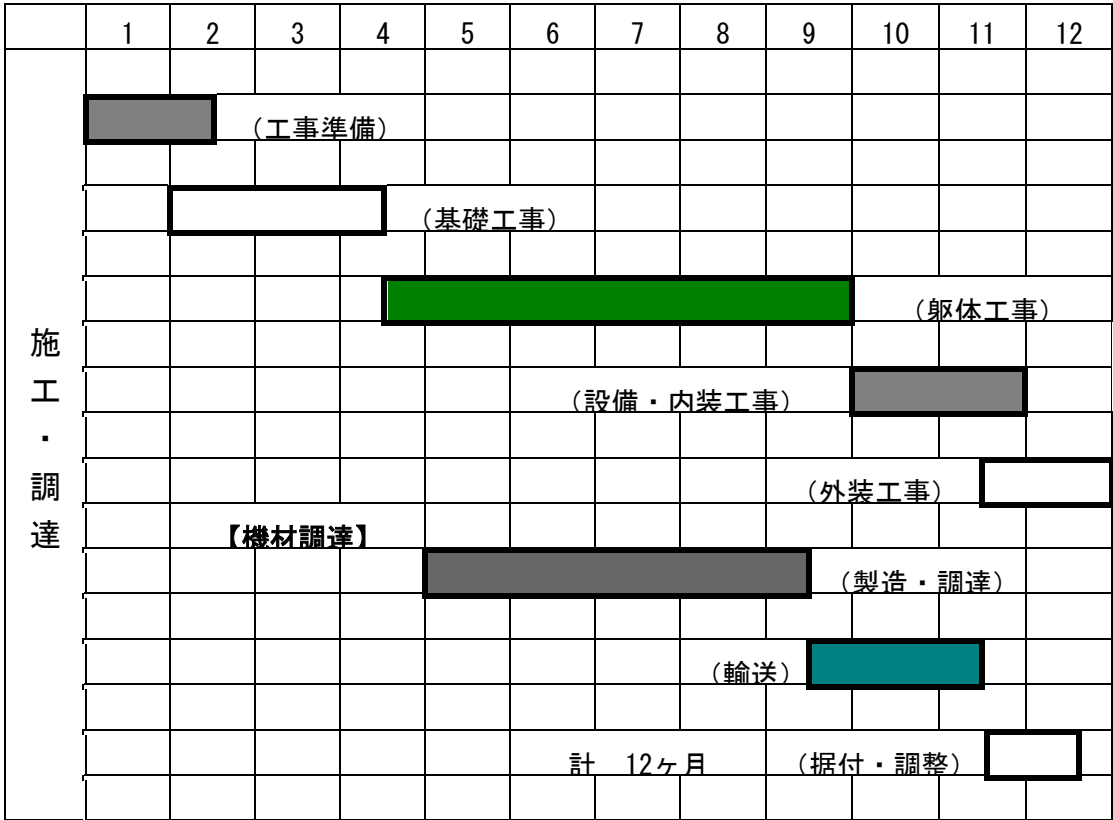 1 2 3 4 5 6 7 8 9 10 11 12
施工・調達
（工事準備）
（基礎工事）
（躯体工事）
（設備・内装工事）
（外装工事）
【機材調達】
（製造・調達）
（輸送）
計 12ヶ月 （据付・調整）